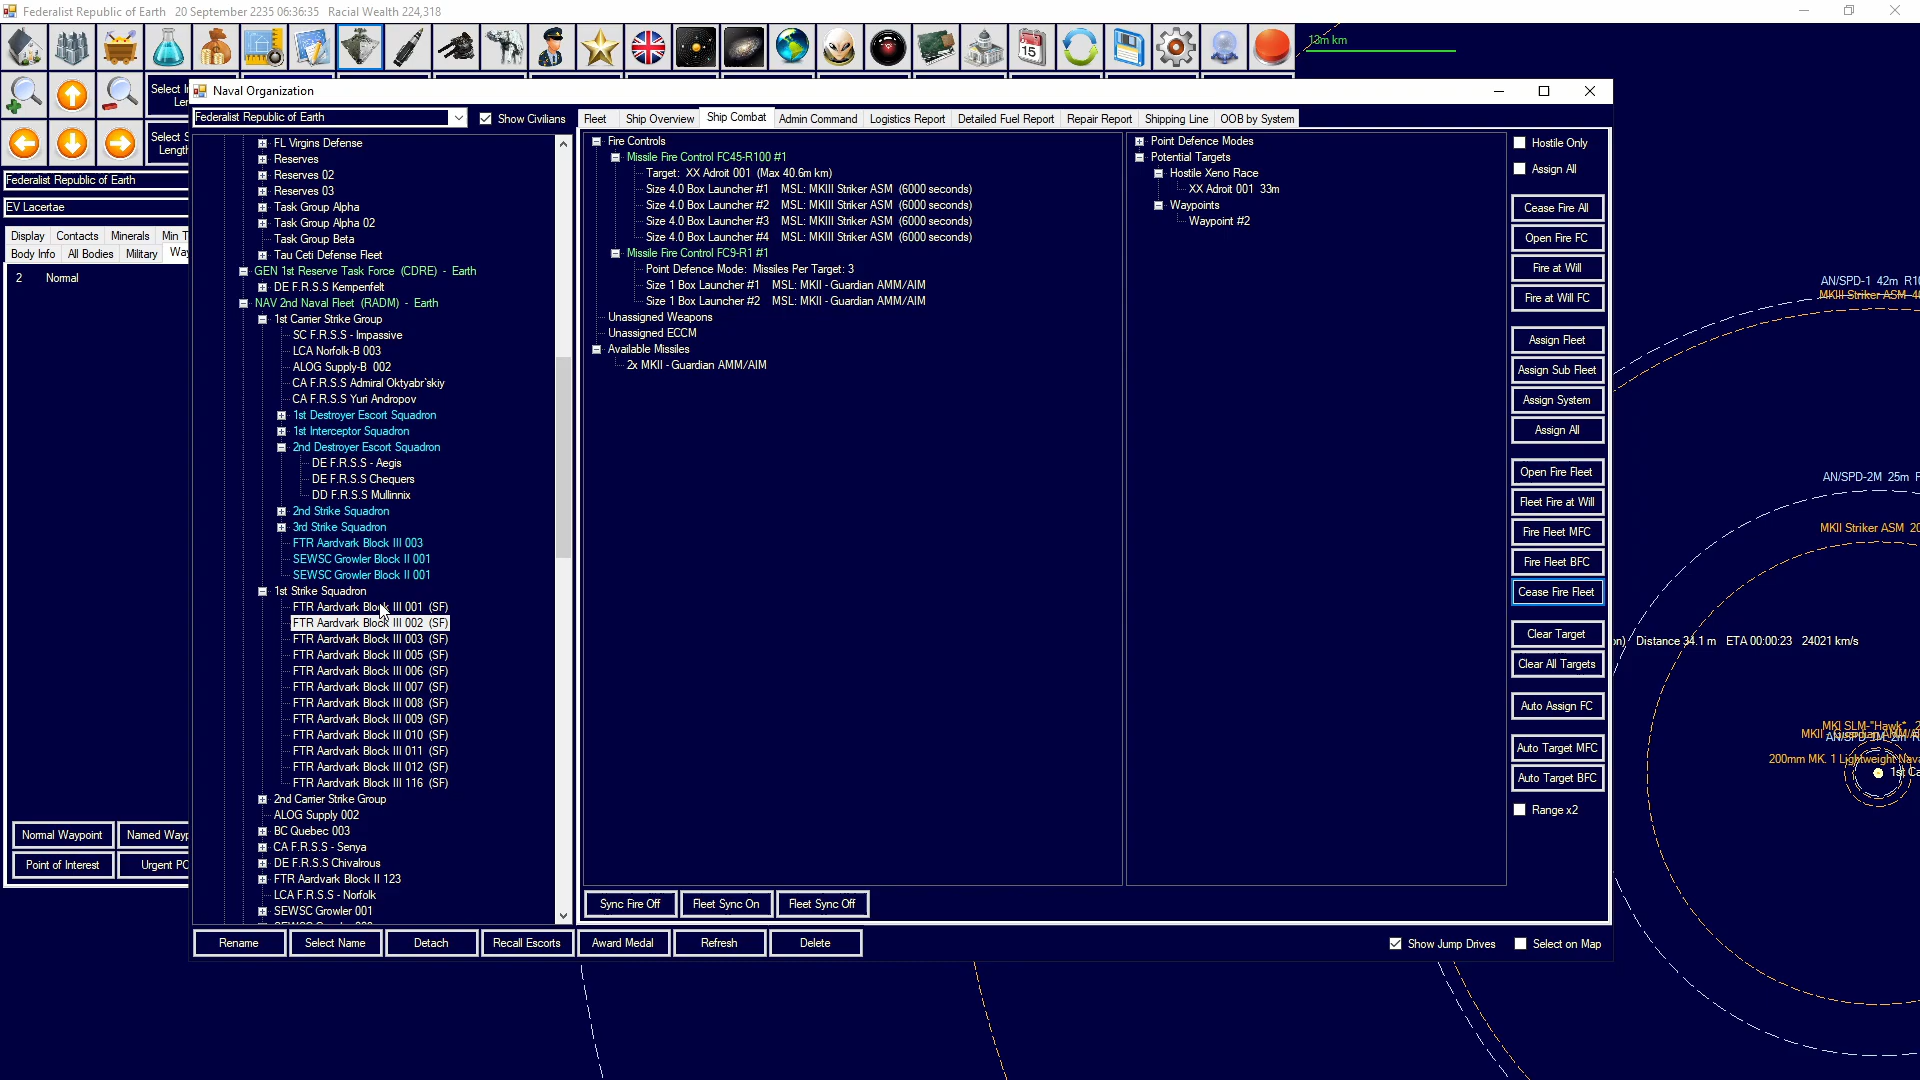 Federalist Republic of Earth   20 September 2235 06:36:35   Racial Wealth 224,318
13m km
Select
Naval Organization
Federalist Republic of Earth
Show Civilians
Fleet
Ship Overview
Ship Combat
Admin Command
Logistics Report
Detailed Fuel Report
Repair Report
Shipping Line
OOB by System
Select
Length
Federalist Republic of Earth
EV Lacertae
Display
Contacts
Minerals
Min
Body Info
All Bodies
Military
2
Normal
Normal Waypoint
Point of Interest
FL Virgins Defense
Reserves
Reserves 02
Reserves 03
Task Group Alpha
Task Group Alpha 02
Task Group Beta
Tau Ceti Defense Fleet
GEN 1st Reserve Task Force (CDRE) - Earth
DE F.R.S.S Kempenfelt
NAV 2nd Naval Fleet (RADM) - Earth
1st Carrier Strike Group
SC F.R.S.S - Impassive
LCA Norfolk-B 003
ALOG Supply-B 002
CA F.R.S.S Admiral Oktyabr`skiy
CA F.R.S.S Yuri Andropov
1st Destroyer Escort Squadron
1st Interceptor Squadron
2nd Destroyer Escort Squadron
DE F.R.S.S - Aegis
DE F.R.S.S Chequers
DD F.R.S.S Mullinnix
2nd Strike Squadron
3rd Strike Squadron
FTR Aardvark Block III 003
SEWSC Growler Block II 001
SEWSC Growler Block II 001
1st Strike Squadron
FTR Aardvark Block III 001 (SF)
FTR Aardvark Block III 002 (SF)
FTR Aardvark Block III 003 (SF)
FTR Aardvark Block III 005 (SF)
FTR Aardvark Block III 006 (SF)
FTR Aardvark Block III 007 (SF)
FTR Aardvark Block III 008 (SF)
FTR Aardvark Block III 009 (SF)
FTR Aardvark Block III 010 (SF)
FTR Aardvark Block III 011 (SF)
FTR Aardvark Block III 012 (SF)
FTR Aardvark Block III 116 (SF)
2nd Carrier Strike Group
ALOG Supply 002
BC Quebec 003
CA F.R.S.S - Senya
DE F.R.S.S Chivalrous
FTR Aardvark Block II 123
LCA F.R.S.S - Norfolk
SEWSC Growler 001
Fire Controls
Missile Fire Control FC45-R100 #1
Target: XX Adroit 001 (Max 40.6m km)
Size 4.0 Box Launcher #1   MSL: MKIII Striker ASM (6000 seconds)
Size 4.0 Box Launcher #2   MSL: MKIII Striker ASM (6000 seconds)
Size 4.0 Box Launcher #3   MSL: MKIII Striker ASM (6000 seconds)
Size 4.0 Box Launcher #4   MSL: MKIII Striker ASM (6000 seconds)
Missile Fire Control FC9-R1 #1
Point Defence Mode: Missiles Per Target: 3
Size 1 Box Launcher #1   MSL: MKII - Guardian AMM/AIM
Size 1 Box Launcher #2   MSL: MKII - Guardian AMM/AIM
Unassigned Weapons
Unassigned ECCM
Available Missiles
2x MKII - Guardian AMM/AIM
Point Defence Modes
Potential Targets
Hostile Xeno Race
XX Adroit 001 33m
Waypoints
Waypoint #2
Hostile Only
Assign All
Cease Fire All
Open Fire FC
Fire at Will
Fire at Will FC
Assign Fleet
Assign Sub Fleet
Assign System
Assign All
Open Fire Fleet
Fleet Fire at Will
Fire Fleet MFC
Fire Fleet BFC
Cease Fire Fleet
Clear Target
Clear All Targets
Auto Assign FC
Auto Target MFC
Auto Target BFC
Range x2
Sync Fire Off
Fleet Sync On
Fleet Sync Off
Rename
Select Name
Detach
Recall Escorts
Award Medal
Refresh
Delete
Show Jump Drives
Select on Map
AN/SPD-1 42m
MKIII Striker ASM
AN/SPD-2M 25m
MKII Striker ASM
Distance 34.1 m   ETA 00:00:23   24021 km/s
MKI SLM-"Hawk"
200mm MK. 1 Lightweight
1st